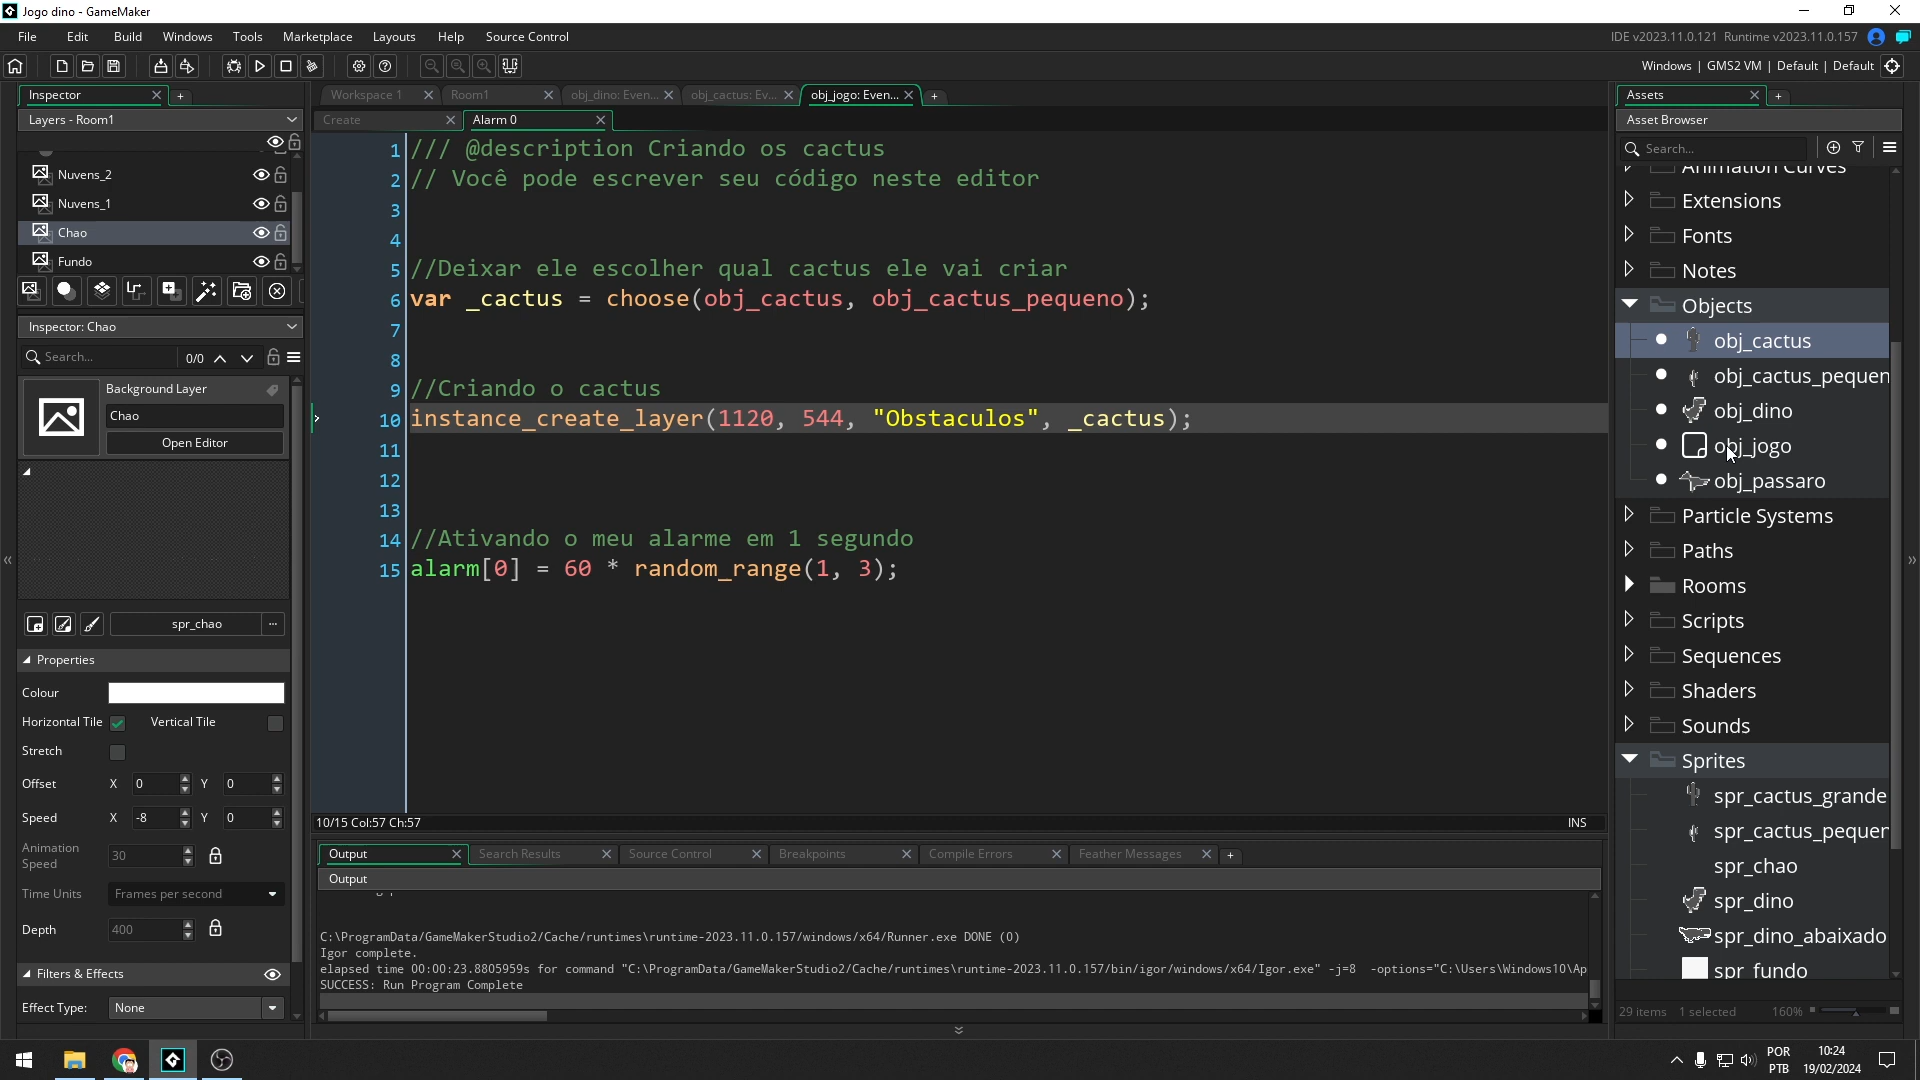 Jogo dino - GameMaker
File Edit Build Windows Tools Marketplace Layouts Help Source Control
IDE v2023.11.0.121 Runtime v2023.11.0.157
Windows | GMS2 VM | Default | Default
Inspector
Layers - Room1
Nuvens_2
Nuvens_1
Chao
Fundo
Inspector: Chao
Search... 0/0
Background Layer
Chao
Open Editor
spr_chao ...
Properties
Colour
Horizontal Tile Vertical Tile
Stretch
Offset X 0 Y 0
Speed X -8 Y 0
Animation
Speed
30
Time Units Frames per second
Depth 400
Filters & Effects
Effect Type: None
Workspace 1 Room1 obj_dino: Even... obj_cactus: Ev... obj_jogo: Even...
Create Alarm 0
1 /// @description Criando os cactus
2 // Você pode escrever seu código neste editor
3
4
5 //Deixar ele escolher qual cactus ele vai criar
6 var _cactus = choose(obj_cactus, obj_cactus_pequeno);
7
8
9 //Criando o cactus
10 instance_create_layer(1120, 544, "Obstaculos", _cactus);
11
12
13
14 //Ativando o meu alarme em 1 segundo
15 alarm[0] = 60 * random_range(1, 3);
10/15 Col:57 Ch:57 INS
Output Search Results Source Control Breakpoints Compile Errors Feather Messages
Output
C:\ProgramData/GameMakerStudio2/Cache/runtimes\runtime-2023.11.0.157/windows/x64/Runner.exe DONE (0)
Igor complete.
elapsed time 00:00:23.8805959s for command "C:\ProgramData/GameMakerStudio2/Cache/runtimes\runtime-2023.11.0.157/bin/igor/windows/x64/Igor.exe" -j=8 -options="C:\Users\Windows10\Ap
SUCCESS: Run Program Complete
Assets
Asset Browser
Search...
Animation Curves
Extensions
Fonts
Notes
Objects
obj_cactus
obj_cactus_pequen
obj_dino
obj_jogo
obj_passaro
Particle Systems
Paths
Rooms
Scripts
Sequences
Shaders
Sounds
Sprites
spr_cactus_grande
spr_cactus_pequen
spr_chao
spr_dino
spr_dino_abaixado
spr_fundo
29 items 1 selected 160%
POR
PTB
10:24
19/02/2024